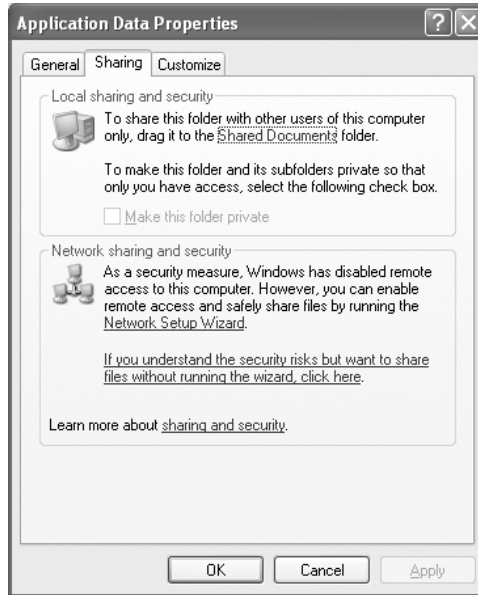 Application Data Properties
General Sharing Customize
Local sharing and security
To share this folder with other users of this computer
only, drag it to the Shared Documents folder.
To make this folder and its subfolders private so that
only you have access, select the following check box.
Make this folder private
Network sharing and security
As a security measure, Windows has disabled remote
access to this computer. However, you can enable
remote access and safely share files by running the
Network Setup Wizard.
If you understand the security risks but want to share
files without running the wizard, click here.
Learn more about sharing and security.
OK Cancel Apply